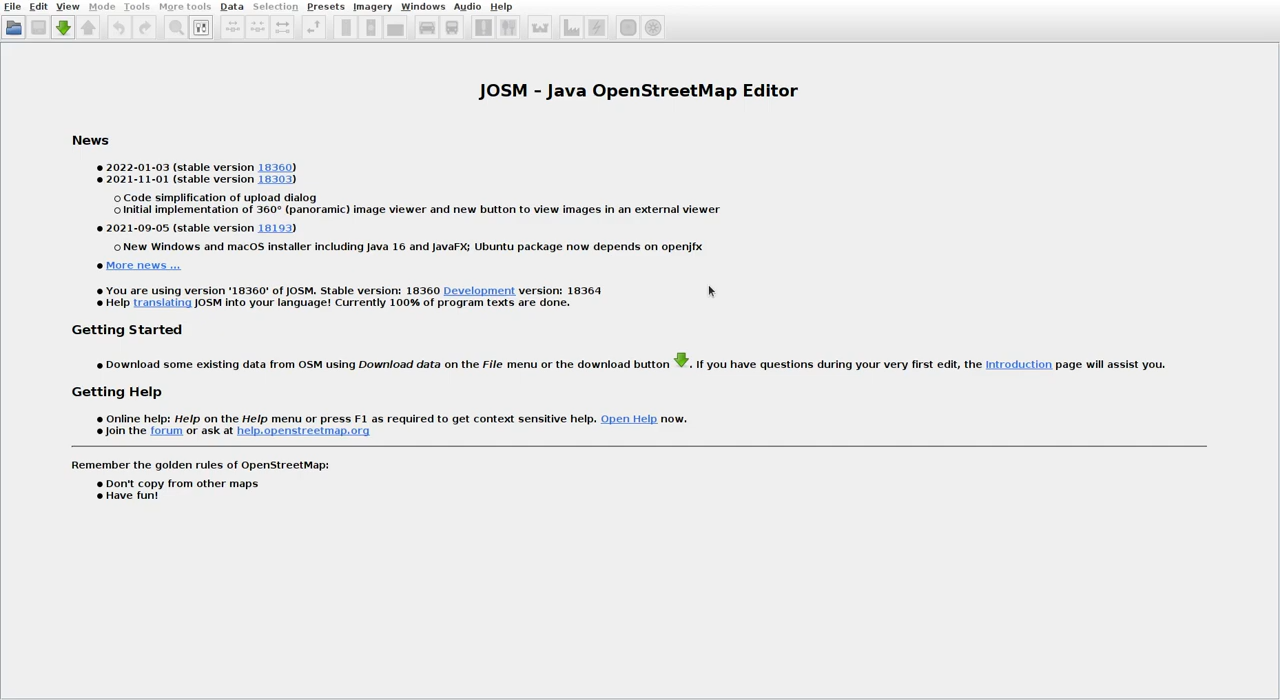 File Edit View Mode Tools More tools Data Selection Presets Imagery Windows Audio Help
JOSM – Java OpenStreetMap Editor
News
2022-01-03 (stable version 18360)
2021-11-01 (stable version 18303)
Code simplification of upload dialog
Initial implementation of 360° (panoramic) image viewer and new button to view images in an external viewer
2021-09-05 (stable version 18193)
New Windows and macOS installer including Java 16 and JavaFX; Ubuntu package now depends on openjfx
More news ...
You are using version '18360' of JOSM. Stable version: 18360 Development version: 18364
Help translating JOSM into your language! Currently 100% of program texts are done.
Getting Started
Download some existing data from OSM using Download data on the File menu or the download button . If you have questions during your very first edit, the Introduction page will assist you.
Getting Help
Online help: Help on the Help menu or press F1 as required to get context sensitive help. Open Help now.
Join the forum or ask at help.openstreetmap.org
Remember the golden rules of OpenStreetMap:
Don't copy from other maps
Have fun!